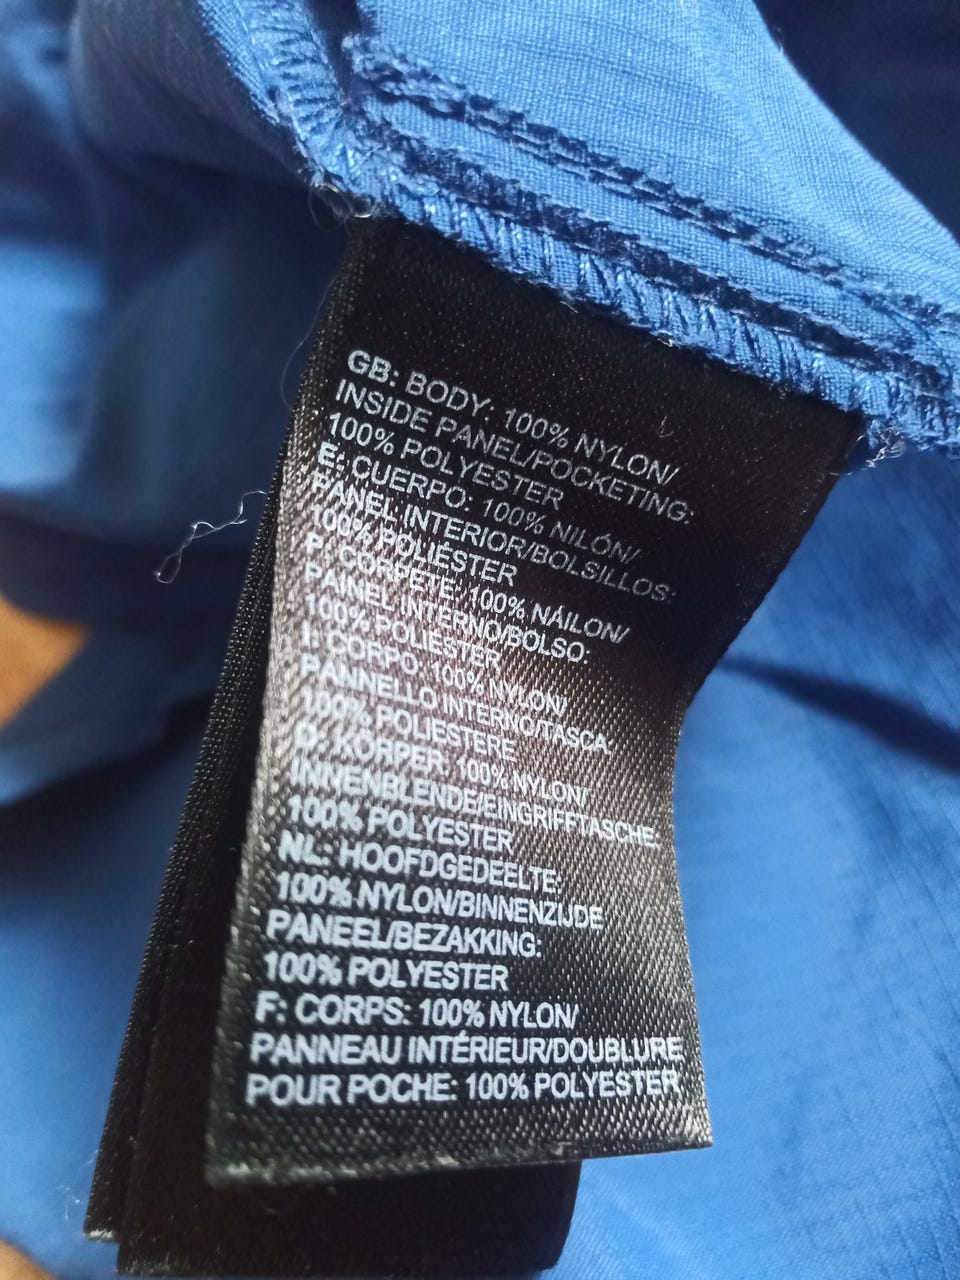 GB: BODY: 100% NYLON/
INSIDE PANEL/POCKETING:
100% POLYESTER
E: CUERPO: 100% NILÓN/
PANEL INTERIOR/BOLSILLOS:
100% POLIÉSTER
P: CORPETE: 100% NÁILON/
PAINEL INTERNO/BOLSO:
100% POLIÉSTER
I: CORPO: 100% NYLON/
PANNELLO INTERNO/TASCA:
100% POLIESTERE
D: KÖRPER: 100% NYLON/
INNENBLENDE/EINGRIFFTASCHE:
100% POLYESTER
NL: HOOFDGEDEELTE:
100% NYLON/BINNENZIJDE
PANEEL/BEZAKKING:
100% POLYESTER
F: CORPS: 100% NYLON/
PANNEAU INTÉRIEUR/DOUBLURE
POUR POCHE: 100% POLYESTER